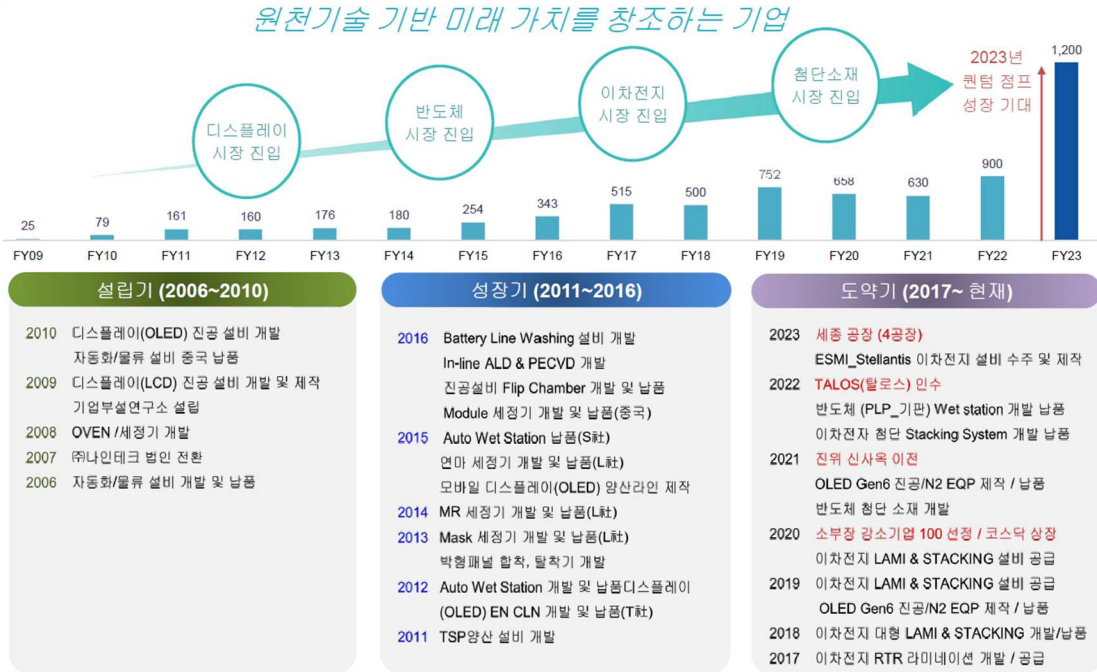 원천기술 기반 미래 가치를 창조하는 기업
디스플레이
시장 진입
반도체
시장 진입
이차전지
시장 진입
첨단소재
시장 진입
2023년
퀀텀 점프
성장 기대
25
79
161
160
176
180
254
343
515
500
752
658
630
900
1,200
FY09
FY10
FY11
FY12
FY13
FY14
FY15
FY16
FY17
FY18
FY19
FY20
FY21
FY22
FY23
설립기 (2006~2010)
2010 디스플레이(OLED) 진공 설비 개발
자동화/물류 설비 중국 납품
2009 디스플레이(LCD) 진공 설비 개발 및 제작
기업부설연구소 설립
2008 OVEN /세정기 개발
2007 ㈜나인테크 법인 전환
2006 자동화/물류 설비 개발 및 납품
성장기 (2011~2016)
2016 Battery Line Washing 설비 개발
In-line ALD & PECVD 개발
진공설비 Flip Chamber 개발 및 납품
Module 세정기 개발 및 납품(중국)
2015 Auto Wet Station 납품(S社)
연마 세정기 개발 및 납품(L社)
모바일 디스플레이(OLED) 양산라인 제작
2014 MR 세정기 개발 및 납품(L社)
2013 Mask 세정기 개발 및 납품(L社)
박형패널 합착, 탈착기 개발
2012 Auto Wet Station 개발 및 납품디스플레이
(OLED) EN CLN 개발 및 납품(T社)
2011 TSP양산 설비 개발
도약기 (2017~ 현재)
2023 세종 공장 (4공장)
ESMI_Stellantis 이차전지 설비 수주 및 제작
2022 TALOS(탈로스) 인수
반도체 (PLP_기판) Wet station 개발 납품
이차전자 첨단 Stacking System 개발 납품
2021 진위 신사옥 이전
OLED Gen6 진공/N2 EQP 제작 / 납품
반도체 첨단 소재 개발
2020 소부장 강소기업 100 선정 / 코스닥 상장
이차전지 LAMI & STACKING 설비 공급
2019 이차전지 LAMI & STACKING 설비 공급
OLED Gen6 진공/N2 EQP 제작 / 납품
2018 이차전지 대형 LAMI & STACKING 개발/납품
2017 이차전지 RTR 라미네이션 개발 / 공급